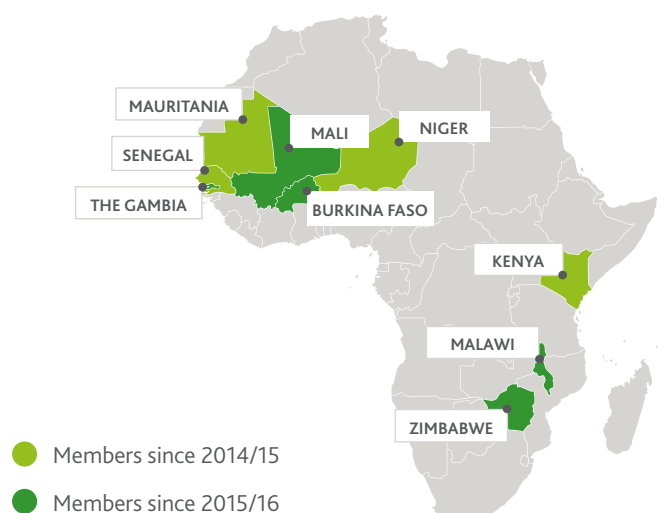 MAURITANIA
MALI
NIGER
SENEGAL
THE GAMBIA
BURKINA FASO
KENYA
MALAWI
ZIMBABWE
Members since 2014/15
Members since 2015/16